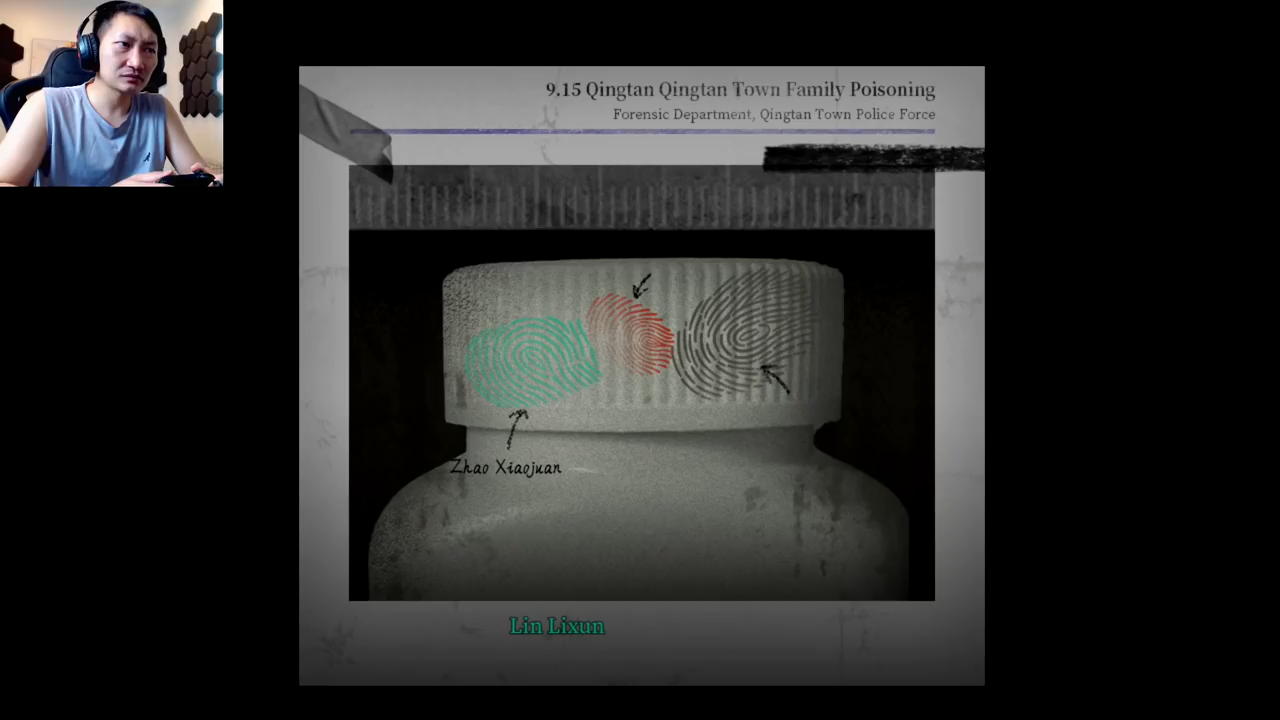 9.15 Qingtan Qingtan Town Family Poisoning
Forensic Department, Qingtan Town Police Force
Zhao Xiaojuan
Lin Lixun